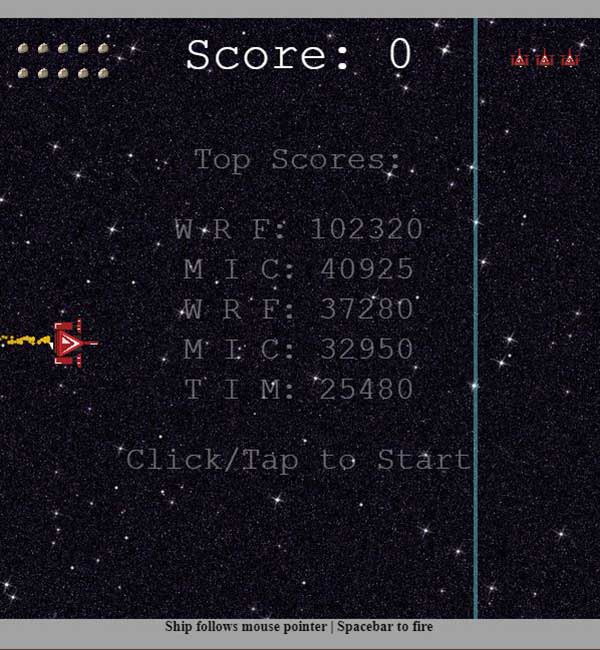 Score: 0
Top Scores:
W R F: 102320
M I C: 40925
W R F: 37280
M I C: 32950
T I M: 25480
Click/Tap to Start
Ship follows mouse pointer | Spacebar to fire